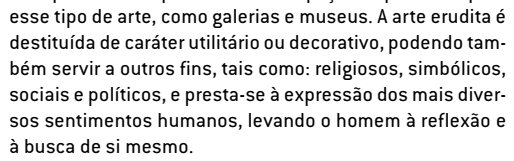 esse tipo de arte, como galerias e museus. A arte erudita é
destituída de caráter utilitário ou decorativo, podendo tam-
bém servir a outros fins, tais como: religiosos, simbólicos,
sociais e políticos, e presta-se à expressão dos mais diver-
sos sentimentos humanos, levando o homem à reflexão e
à busca de si mesmo.